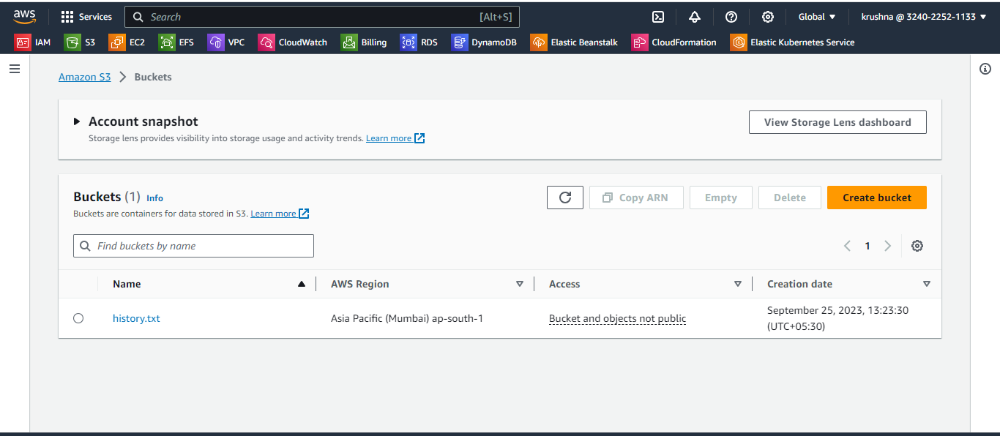 aws Services Search [Alt+S] Global krushna @ 3240-2252-1133
IAM S3 EC2 EFS VPC CloudWatch Billing RDS DynamoDB Elastic Beanstalk CloudFormation Elastic Kubernetes Service
Amazon S3 Buckets
Account snapshot View Storage Lens dashboard
Storage lens provides visibility into storage usage and activity trends. Learn more
Buckets (1) Info Copy ARN Empty Delete Create bucket
Buckets are containers for data stored in S3. Learn more
Find buckets by name 1
Name AWS Region Access Creation date
history.txt Asia Pacific (Mumbai) ap-south-1 Bucket and objects not public September 25, 2023, 13:23:30
(UTC+05:30)